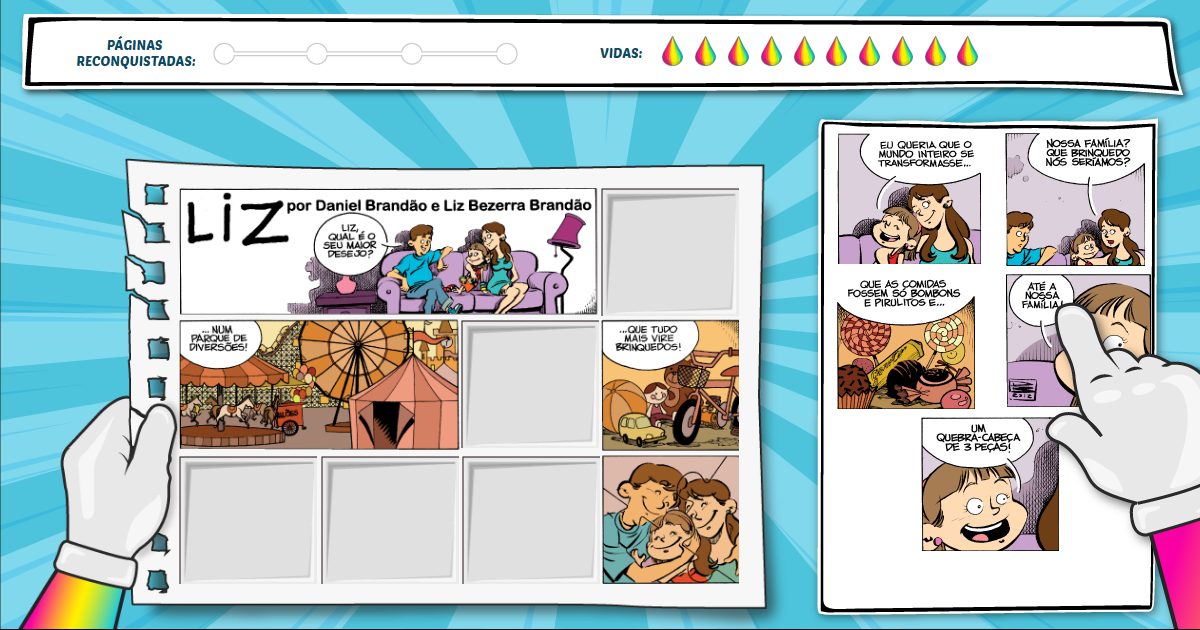 PÁGINAS
RECONQUISTADAS:
VIDAS:
LIZ
por Daniel Brandão e Liz Bezerra Brandão
LIZ,
QUAL É O
SEU MAIOR
DESEJO?
... NUM
PARQUE DE
DIVERSÕES!
...QUE TUDO
MAIS VIRE
BRINQUEDOS!
EU QUERIA QUE O
MUNDO INTEIRO SE
TRANSFORMASSE...
NOSSA FAMÍLIA?
QUE BRINQUEDO
NÓS SERÍAMOS?
QUE AS COMIDAS
FOSSEM SÓ BOMBONS
E PIRULITOS E...
ATÉ A
NOSSA
FAMÍLIA!
2012
UM
QUEBRA-CABEÇA
DE 3 PEÇAS!